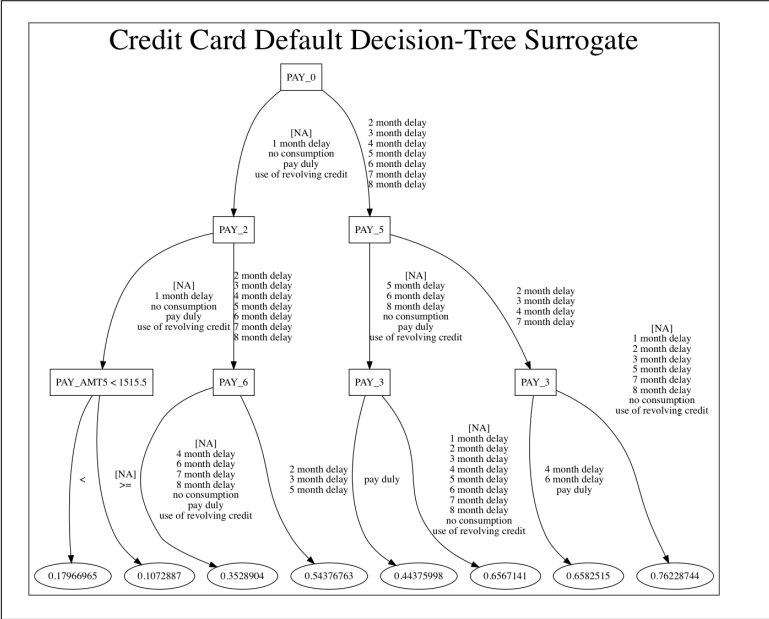 Credit Card Default Decision-Tree Surrogate
PAY_0
[NA]
1 month delay
no consumption
pay duly
use of revolving credit
2 month delay
3 month delay
4 month delay
5 month delay
6 month delay
7 month delay
8 month delay
PAY_2
PAY_5
[NA]
1 month delay
no consumption
pay duly
use of revolving credit
2 month delay
3 month delay
4 month delay
5 month delay
6 month delay
7 month delay
8 month delay
[NA]
5 month delay
6 month delay
8 month delay
no consumption
pay duly
use of revolving credit
2 month delay
3 month delay
4 month delay
7 month delay
PAY_AMT5 < 1515.5
PAY_6
PAY_3
PAY_3
<
[NA]
>=
[NA]
4 month delay
6 month delay
7 month delay
8 month delay
no consumption
pay duly
use of revolving credit
2 month delay
3 month delay
5 month delay
pay duly
[NA]
1 month delay
2 month delay
3 month delay
4 month delay
5 month delay
6 month delay
7 month delay
8 month delay
no consumption
use of revolving credit
4 month delay
6 month delay
pay duly
[NA]
1 month delay
2 month delay
3 month delay
5 month delay
7 month delay
8 month delay
no consumption
use of revolving credit
0.17966965
0.1072887
0.3528904
0.54376763
0.44375998
0.6567141
0.6582515
0.76228744